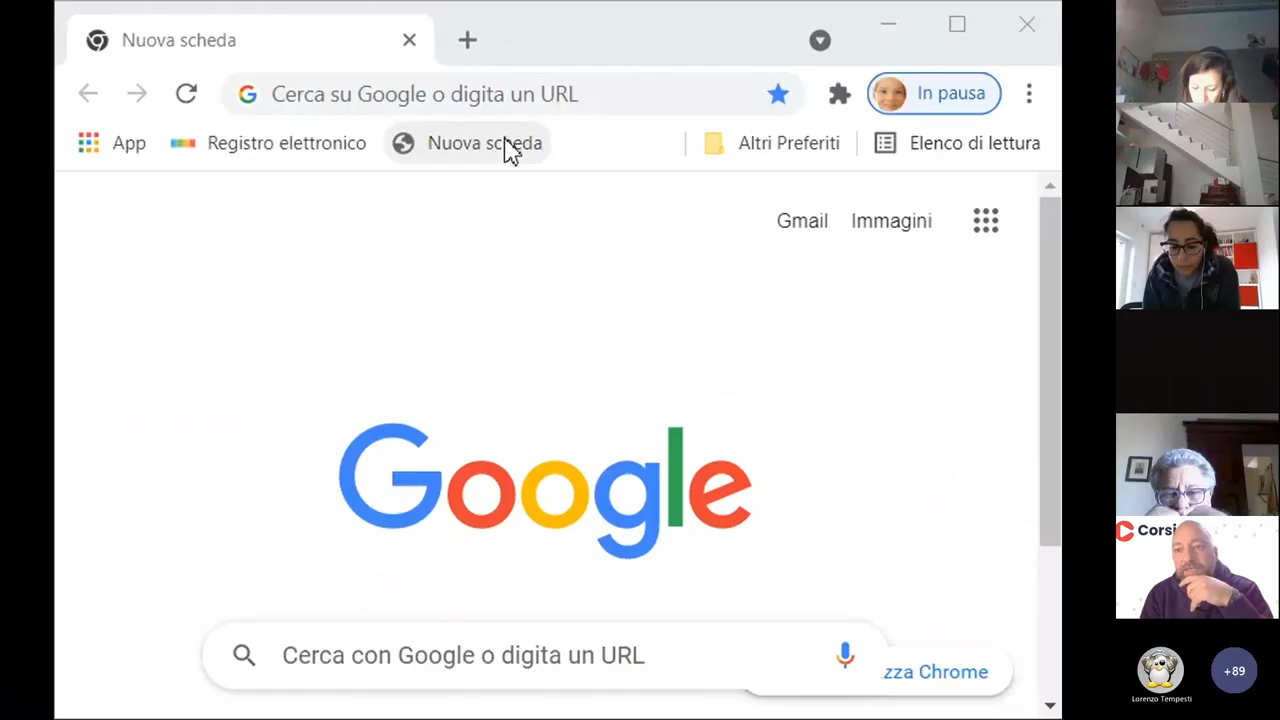 Nuova scheda
Cerca su Google o digita un URL
In pausa
App
Registro elettronico
Nuova scheda
Altri Preferiti
Elenco di lettura
Gmail
Immagini
Google
Cerca con Google o digita un URL
zza Chrome
Corsi
Lorenzo Tempesti
+89